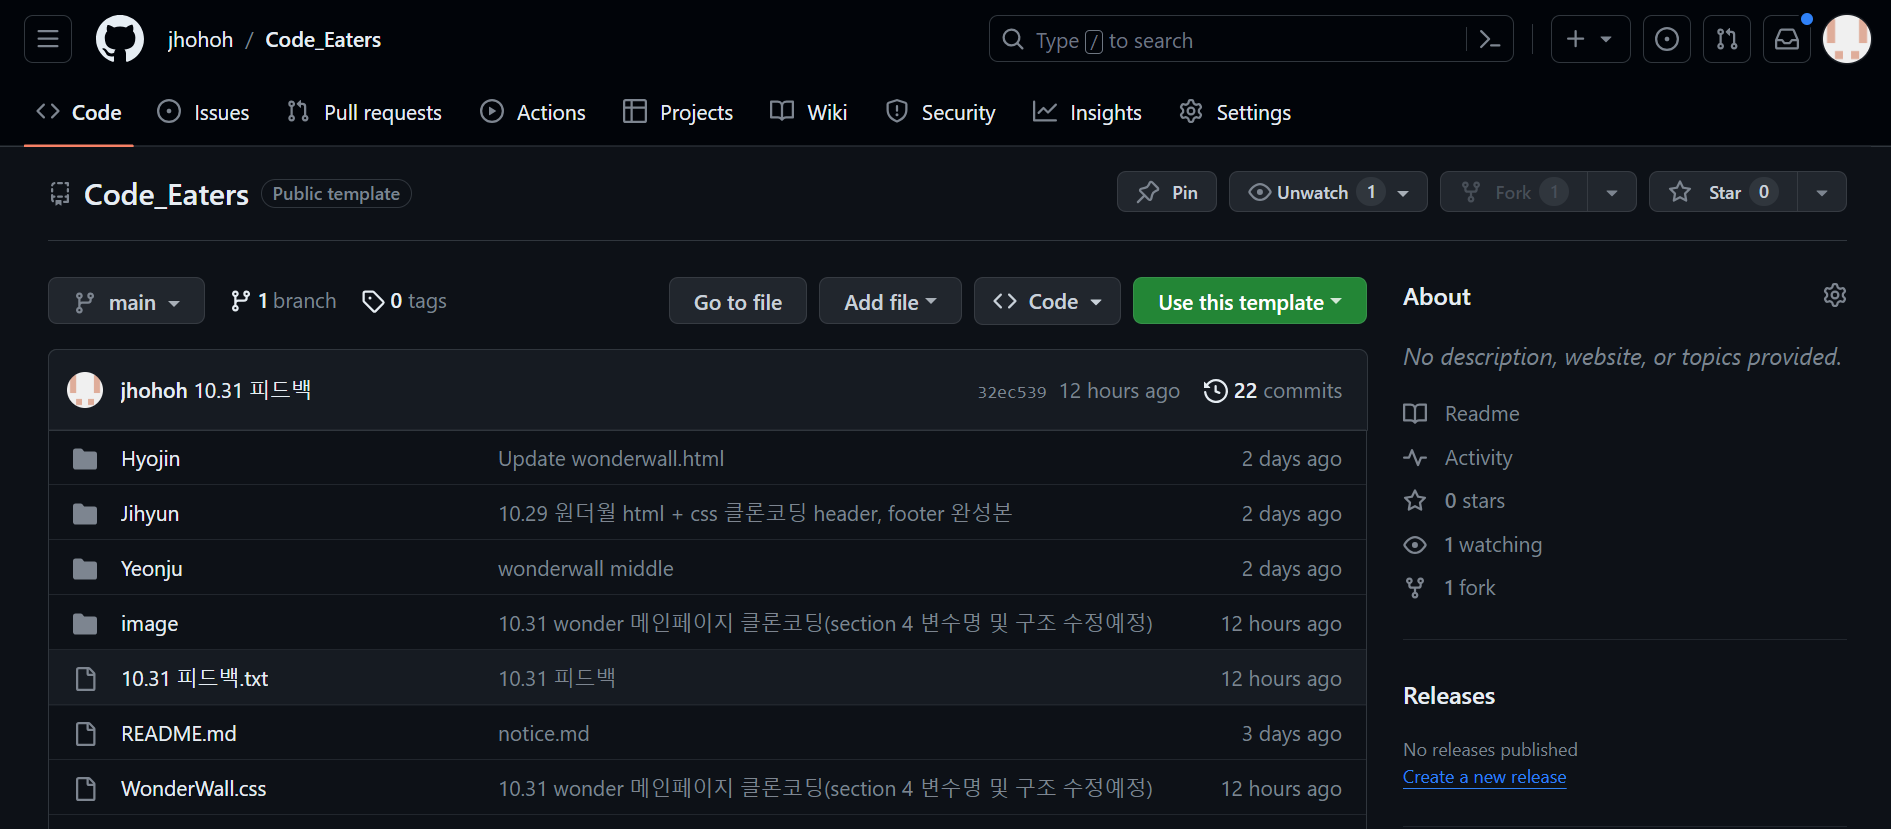 jhohoh / Code_Eaters
Type / to search
Code Issues Pull requests Actions Projects Wiki Security Insights Settings
Code_Eaters Public template
Pin Unwatch 1 Fork 1 Star 0
main 1 branch 0 tags Go to file Add file Code Use this template
jhohoh 10.31 피드백 32ec539 12 hours ago 22 commits
Hyojin Update wonderwall.html 2 days ago
Jihyun 10.29 원더월 html + css 클론코딩 header, footer 완성본 2 days ago
Yeonju wonderwall middle 2 days ago
image 10.31 wonder 메인페이지 클론코딩(section 4 변수명 및 구조 수정예정) 12 hours ago
10.31 피드백.txt 10.31 피드백 12 hours ago
README.md notice.md 3 days ago
WonderWall.css 10.31 wonder 메인페이지 클론코딩(section 4 변수명 및 구조 수정예정) 12 hours ago
About
No description, website, or topics provided.
Readme
Activity
0 stars
1 watching
1 fork
Releases
No releases published
Create a new release